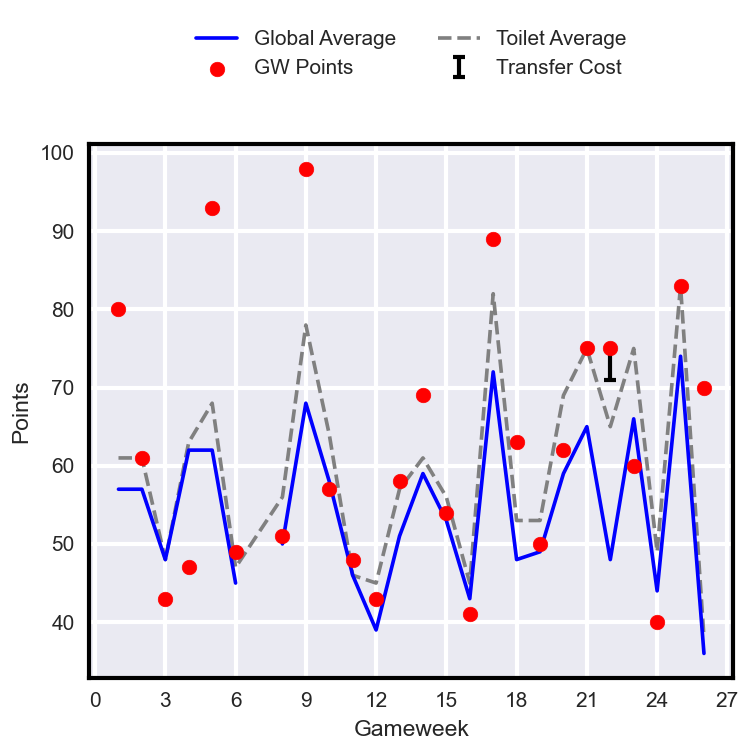 Global Average
GW Points
Toilet Average
Transfer Cost
100
90
80
70
60
50
40
Points
0 3 6 9 12 15 18 21 24 27
Gameweek